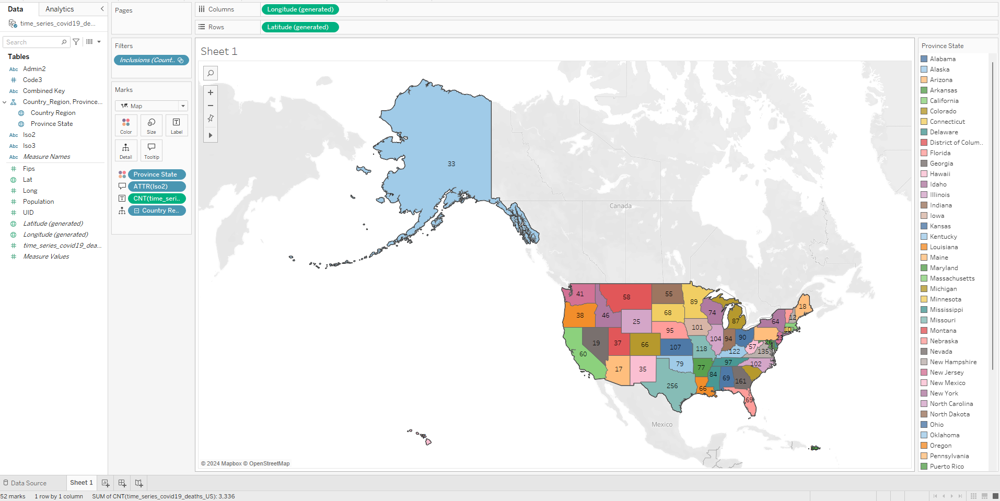 Data
Analytics
time_series_covid19_de...
Search
Tables
Abc Admin2
# Code3
Abc Combined Key
Country_Region, Province...
Country Region
Province State
Abc Iso2
Abc Iso3
Abc Measure Names
# Fips
Lat
# Long
# Population
# UID
Latitude (generated)
Longitude (generated)
# time_series_covid19_dea...
# Measure Values
Pages
Filters
Inclusions (Count..
Marks
Map
Color Size Label
Detail Tooltip
Province State
ATTR(Iso2)
CNT(time_seri..
Country Re..
Columns Longitude (generated)
Rows Latitude (generated)
Sheet 1
33
Canada
41
58
55
89
38
46
25
68
74
87
64
12
18
101
95
101
60
19
37
66
107
118
104
94
90
57
26
23
135
122
17
35
79
77
97
102
84
69
161
256
66
69
Mexico
© 2024 Mapbox © OpenStreetMap
Province State
Alabama
Alaska
Arizona
Arkansas
California
Colorado
Connecticut
Delaware
District of Colum..
Florida
Georgia
Hawaii
Idaho
Illinois
Indiana
Iowa
Kansas
Kentucky
Louisiana
Maine
Maryland
Massachusetts
Michigan
Minnesota
Mississippi
Missouri
Montana
Nebraska
Nevada
New Hampshire
New Jersey
New Mexico
New York
North Carolina
North Dakota
Ohio
Oklahoma
Oregon
Pennsylvania
Puerto Rico
Data Source
Sheet 1
52 marks 1 row by 1 column SUM of CNT(time_series_covid19_deaths_US): 3,336